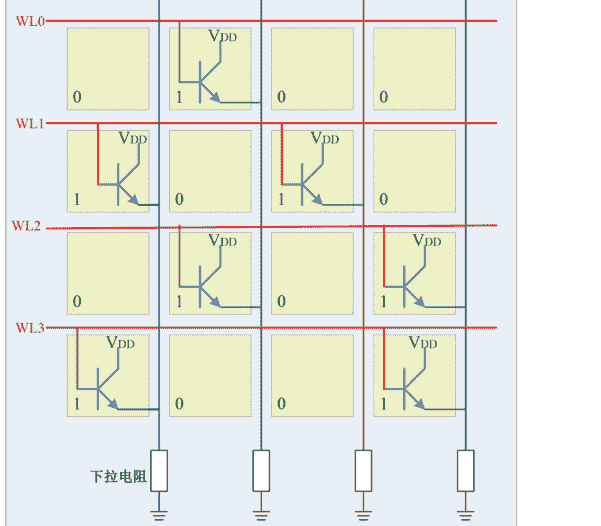 WL0
VDD
0 1 0 0
WL1
VDD VDD
1 0 1 0
WL2
VDD VDD
0 1 0 1
WL3
VDD VDD
1 0 0 1
下拉电阻